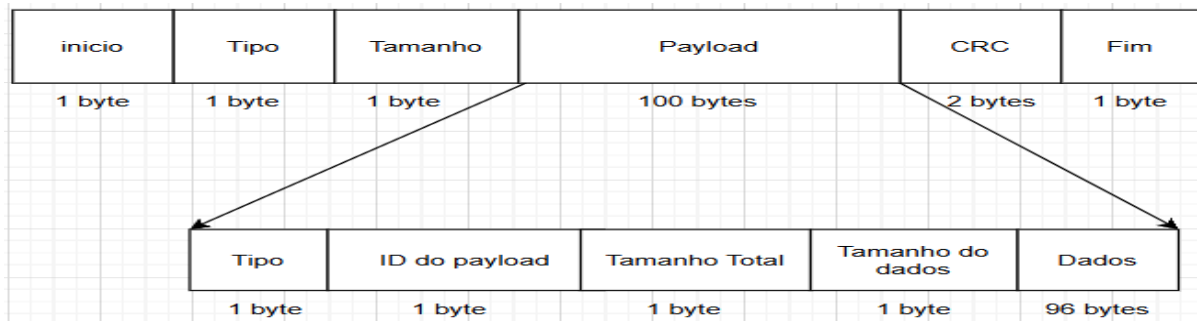 inicio Tipo Tamanho Payload CRC Fim
1 byte 1 byte 1 byte 100 bytes 2 bytes 1 byte
Tipo ID do payload Tamanho Total Tamanho do
dados Dados
1 byte 1 byte 1 byte 1 byte 96 bytes